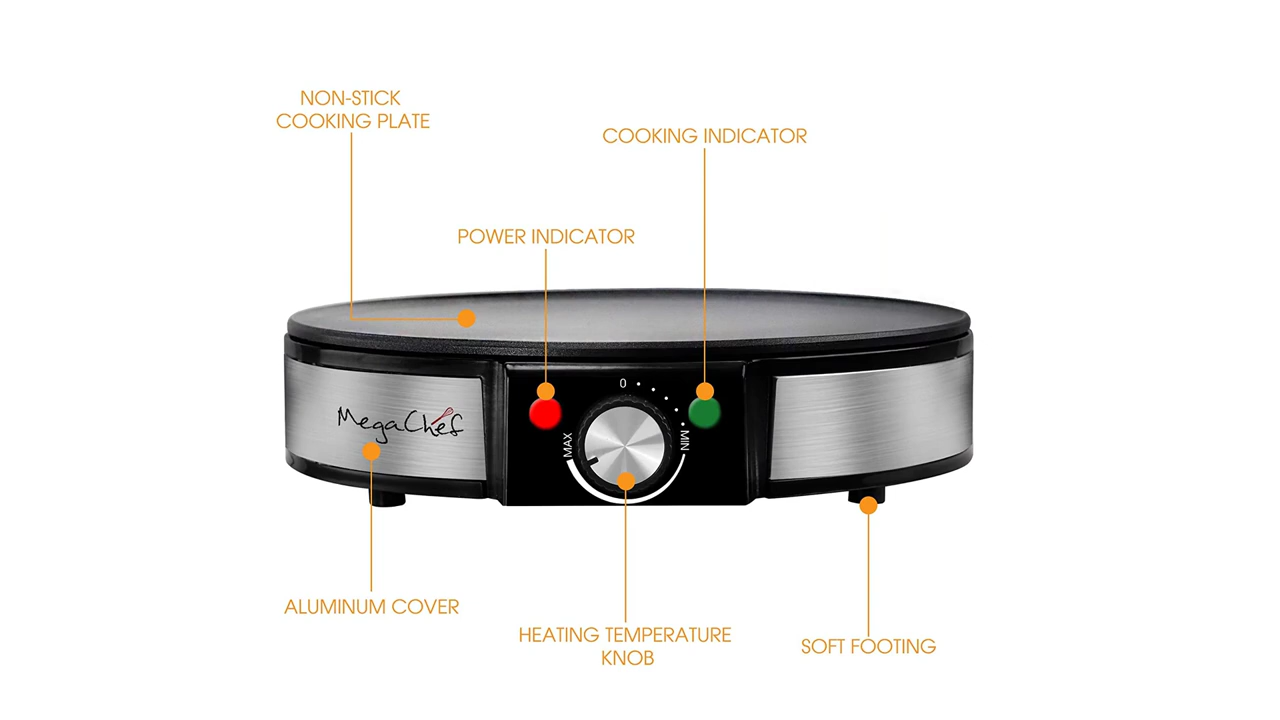 NON-STICK
COOKING PLATE
COOKING INDICATOR
POWER INDICATOR
0
MAX
MIN
MegaChef
ALUMINUM COVER
HEATING TEMPERATURE
KNOB
SOFT FOOTING